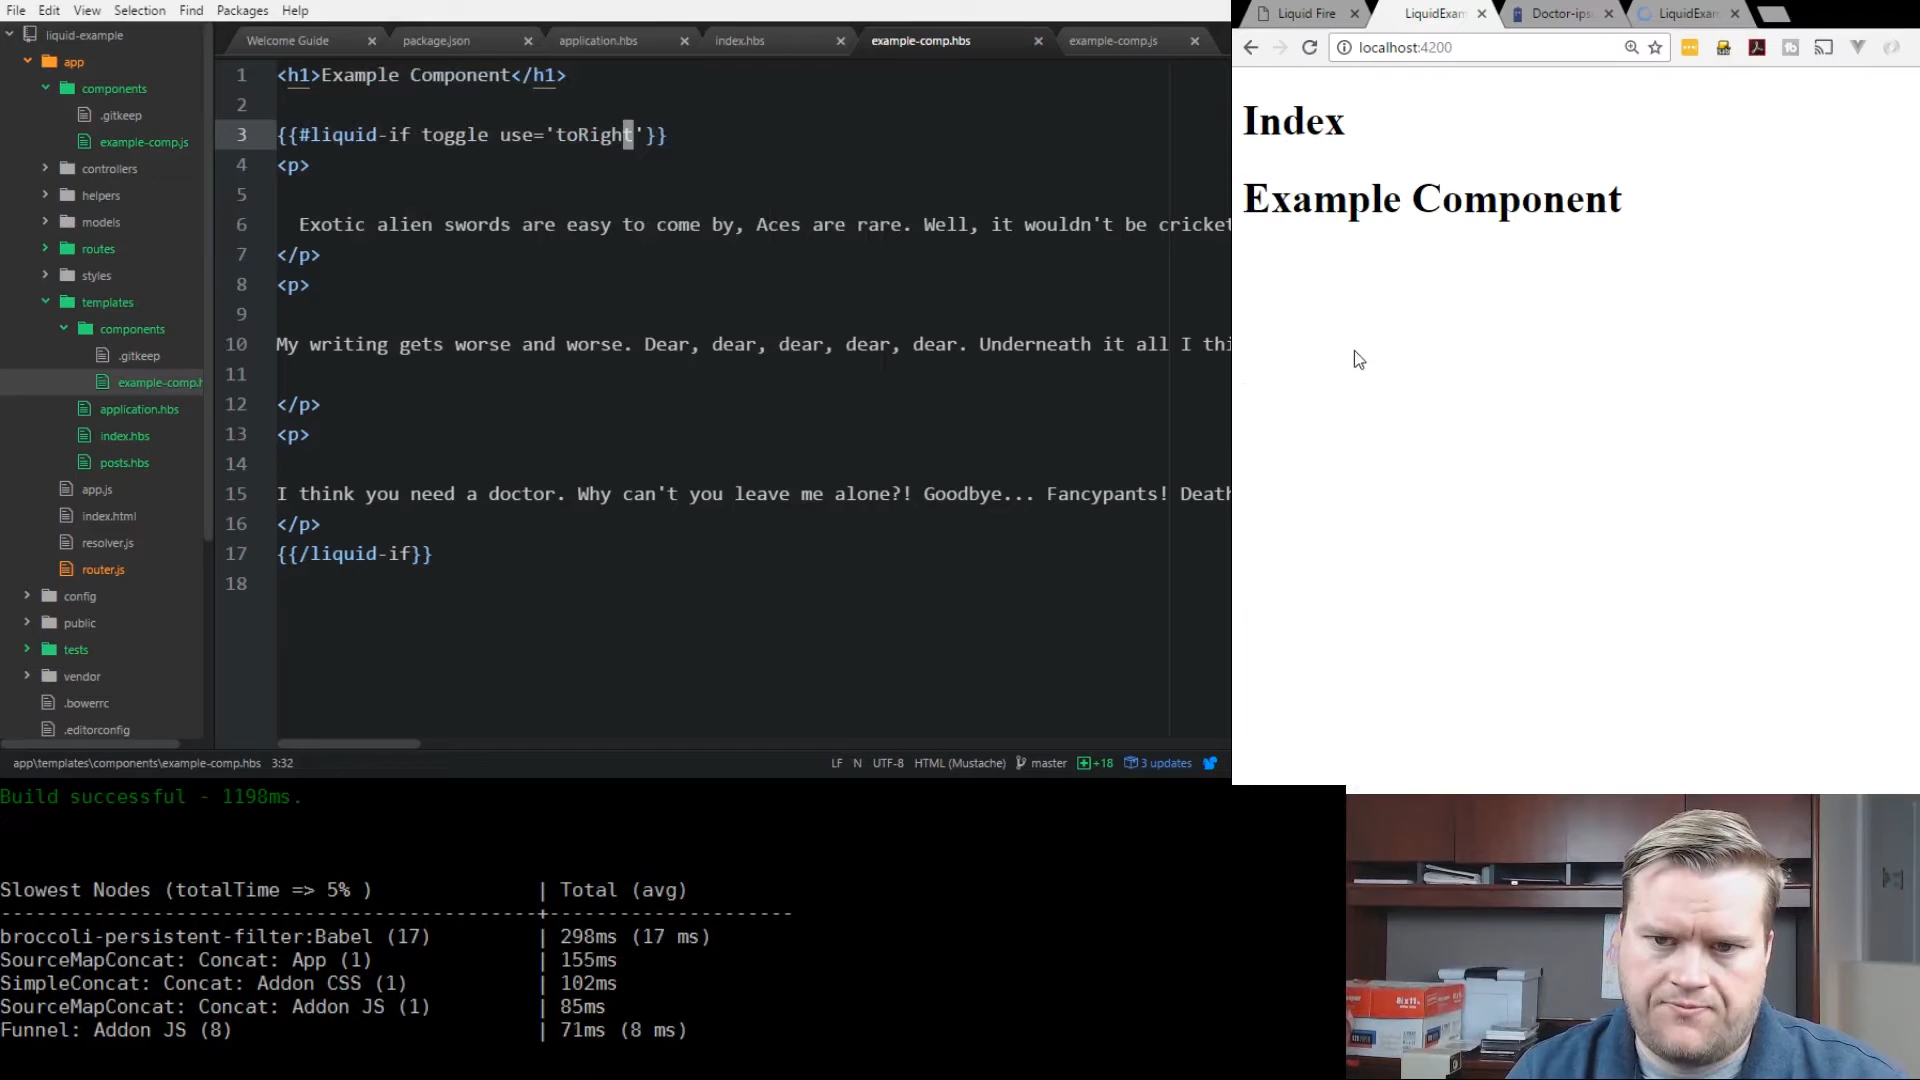 File Edit View Selection Find Packages Help
liquid-example
app
components
.gitkeep
example-comp.js
controllers
helpers
models
routes
styles
templates
components
.gitkeep
example-comp.h
application.hbs
index.hbs
posts.hbs
app.js
index.html
resolver.js
router.js
config
public
tests
vendor
.bowerrc
.editorconfig
Welcome Guide package.json application.hbs index.hbs example-comp.hbs example-comp.js
1 <h1>Example Component</h1>
2
3 {{#liquid-if toggle use='toRight'}}
4 <p>
5
6 Exotic alien swords are easy to come by, Aces are rare. Well, it wouldn't be cricket
7 </p>
8 <p>
9
10 My writing gets worse and worse. Dear, dear, dear, dear, dear. Underneath it all I thi
11
12 </p>
13 <p>
14
15 I think you need a doctor. Why can't you leave me alone?! Goodbye... Fancypants! Death
16 </p>
17 {{/liquid-if}}
18
app\templates\components\example-comp.hbs 3:32 LF N UTF-8 HTML (Mustache) master +18 3 updates
Liquid Fire LiquidExam Doctor-ips LiquidExam
localhost:4200
Index
Example Component
Build successful - 1198ms.
Slowest Nodes (totalTime => 5% ) | Total (avg)
----------------------------------------------+----------------------
broccoli-persistent-filter:Babel (17) | 298ms (17 ms)
SourceMapConcat: Concat: App (1) | 155ms
SimpleConcat: Concat: Addon CSS (1) | 102ms
SourceMapConcat: Concat: Addon JS (1) | 85ms
Funnel: Addon JS (8) | 71ms (8 ms)